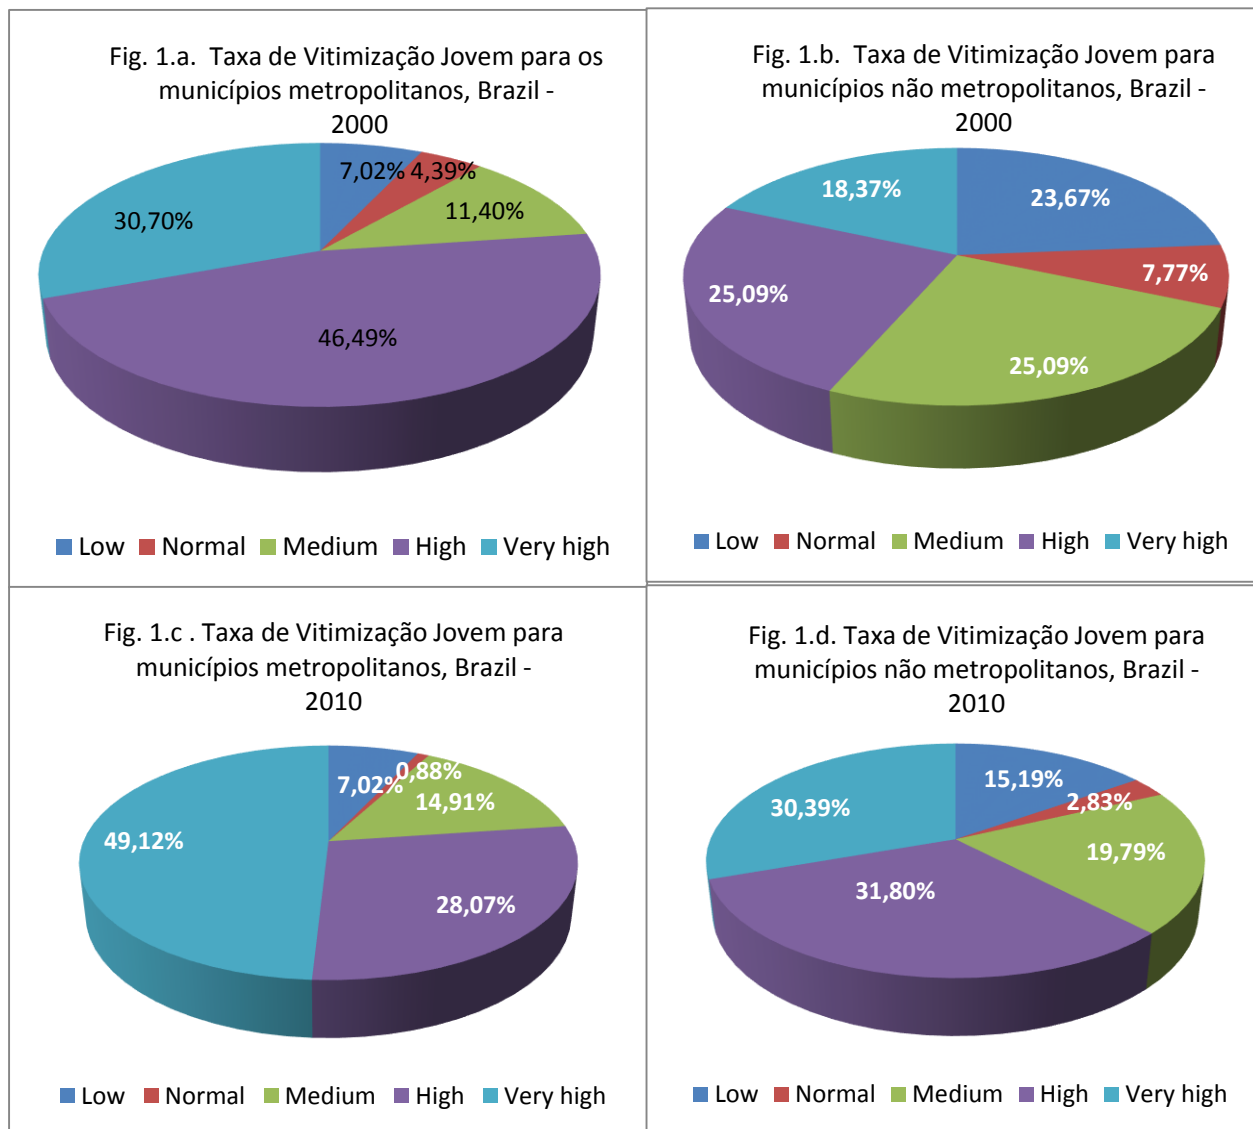 Fig. 1.a.  Taxa de Vitimização Jovem para os
municípios metropolitanos, Brazil -
2000
7,02%
4,39%
11,40%
30,70%
46,49%
Low Normal Medium High Very high
Fig. 1.b.  Taxa de Vitimização Jovem para
municípios não metropolitanos, Brazil -
2000
18,37%
23,67%
7,77%
25,09%
25,09%
Low Normal Medium High Very high
Fig. 1.c . Taxa de Vitimização Jovem para
municípios metropolitanos, Brazil -
2010
7,02%
0,88%
14,91%
49,12%
28,07%
Low Normal Medium High Very high
Fig. 1.d. Taxa de Vitimização Jovem para
municípios não metropolitanos, Brazil -
2010
15,19%
2,83%
30,39%
19,79%
31,80%
Low Normal Medium High Very high